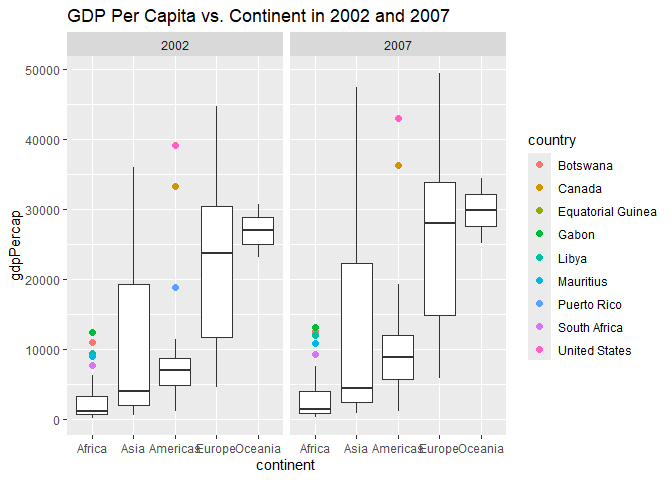 GDP Per Capita vs. Continent in 2002 and 2007
2002
2007
50000
40000
30000
20000
10000
0
gdpPercap
Africa Asia Americas Europe Oceania
Africa Asia Americas Europe Oceania
continent
country
Botswana
Canada
Equatorial Guinea
Gabon
Libya
Mauritius
Puerto Rico
South Africa
United States